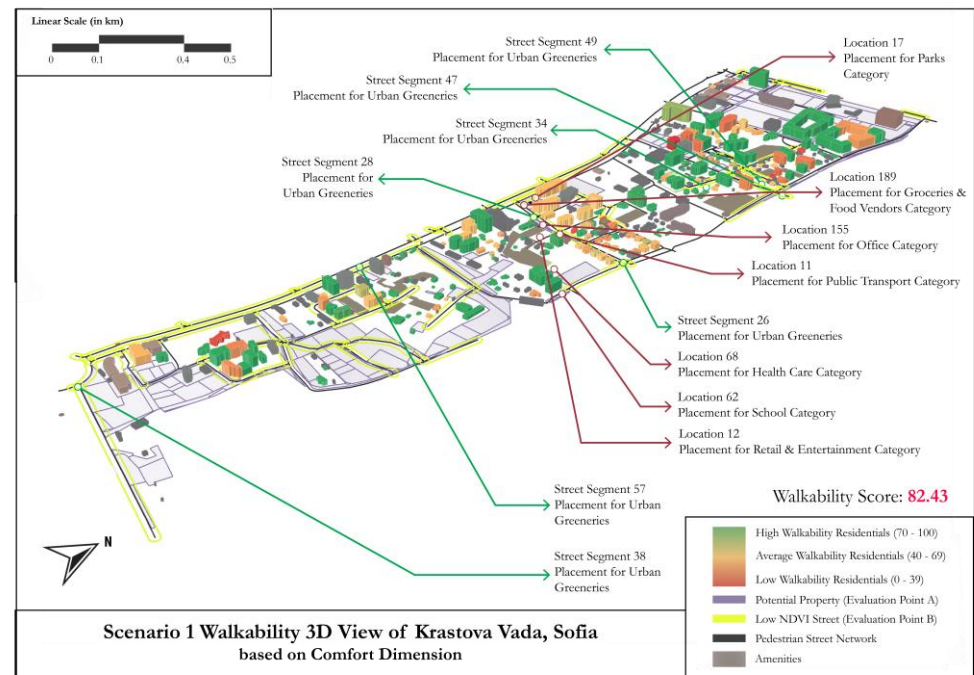 Linear Scale (in km)
0 0.1 0.4 0.5
Street Segment 49
Placement for Urban Greeneries
Location 17
Placement for Parks
Category
Street Segment 47
Placement for Urban Greeneries
Street Segment 34
Placement for Urban Greeneries
Street Segment 28
Placement for
Urban Greeneries
Location 189
Placement for Groceries &
Food Vendors Category
Location 155
Placement for Office Category
Location 11
Placement for Public Transport Category
Street Segment 26
Placement for Urban Greeneries
Location 68
Placement for Health Care Category
Location 62
Placement for School Category
Location 12
Placement for Retail & Entertainment Category
Street Segment 57
Placement for Urban
Greeneries
Street Segment 38
Placement for Urban
Greeneries
N
Walkability Score: 82.43
High Walkability Residentials (70 - 100)
Average Walkability Residentials (40 - 69)
Low Walkability Residentials (0 - 39)
Potential Property (Evaluation Point A)
Low NDVI Street (Evaluation Point B)
Pedestrian Street Network
Amenities
Scenario 1 Walkability 3D View of Krastova Vada, Sofia
based on Comfort Dimension